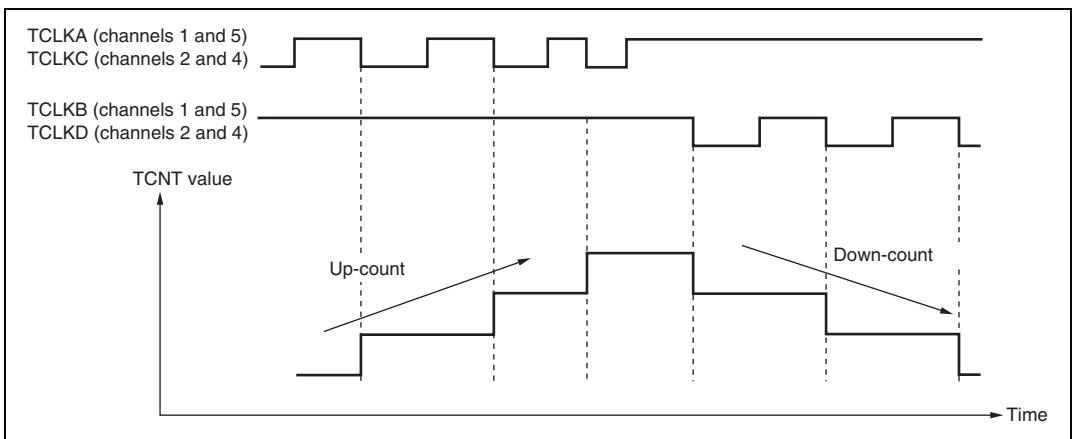 TCLKA (channels 1 and 5)
TCLKC (channels 2 and 4)
TCLKB (channels 1 and 5)
TCLKD (channels 2 and 4)
TCNT value
Up-count
Down-count
Time